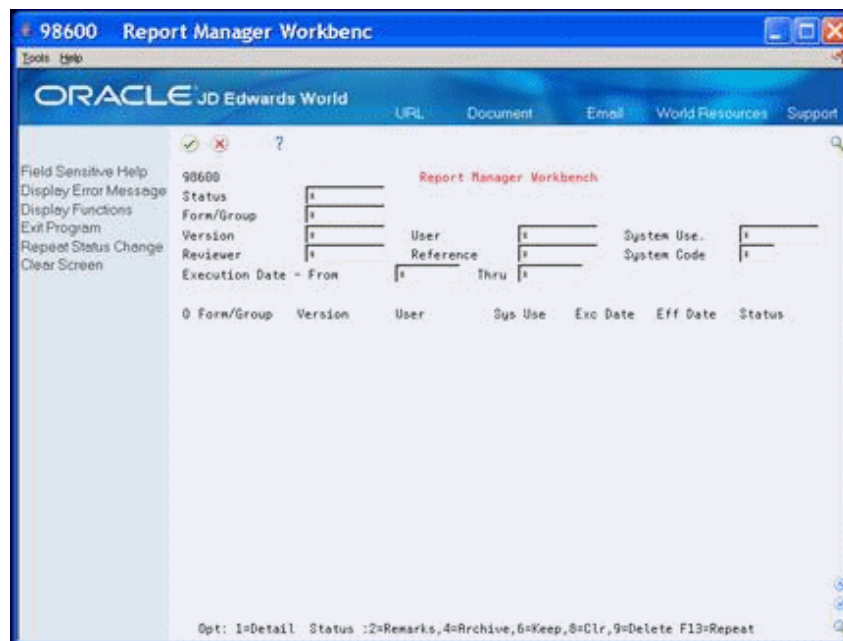 98600 Report Manager Workbenc
Tools Help
ORACLE JD Edwards World
URL Document Email World Resources Support
?
Field Sensitive Help
Display Error Message
Display Functions
Exit Program
Repeat Status Change
Clear Screen
98600 Report Manager Workbench
Status *
Form/Group *
Version * User * System Use. *
Reviewer * Reference * System Code *
Execution Date - From * Thru *
O Form/Group Version User Sys Use Exc Date Eff Date Status
Opt: 1=Detail Status :2=Remarks,4=Archive,6=Keep,8=Clr,9=Delete F13=Repeat